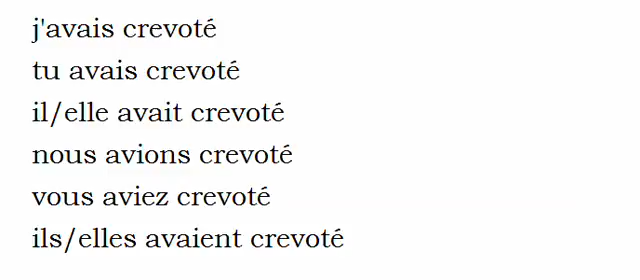 j'avais crevoté
tu avais crevoté
il/elle avait crevoté
nous avions crevoté
vous aviez crevoté
ils/elles avaient crevoté